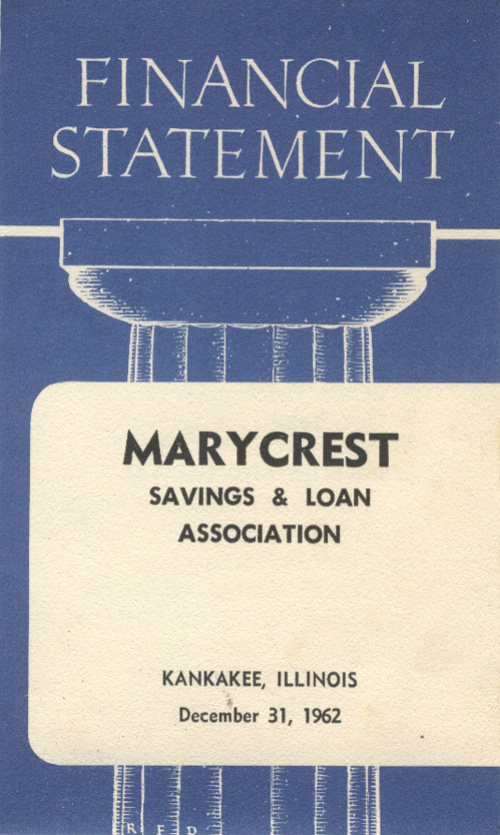 FINANCIAL
STATEMENT
MARYCREST
SAVINGS & LOAN
ASSOCIATION
KANKAKEE, ILLINOIS
December 31, 1962
R F D